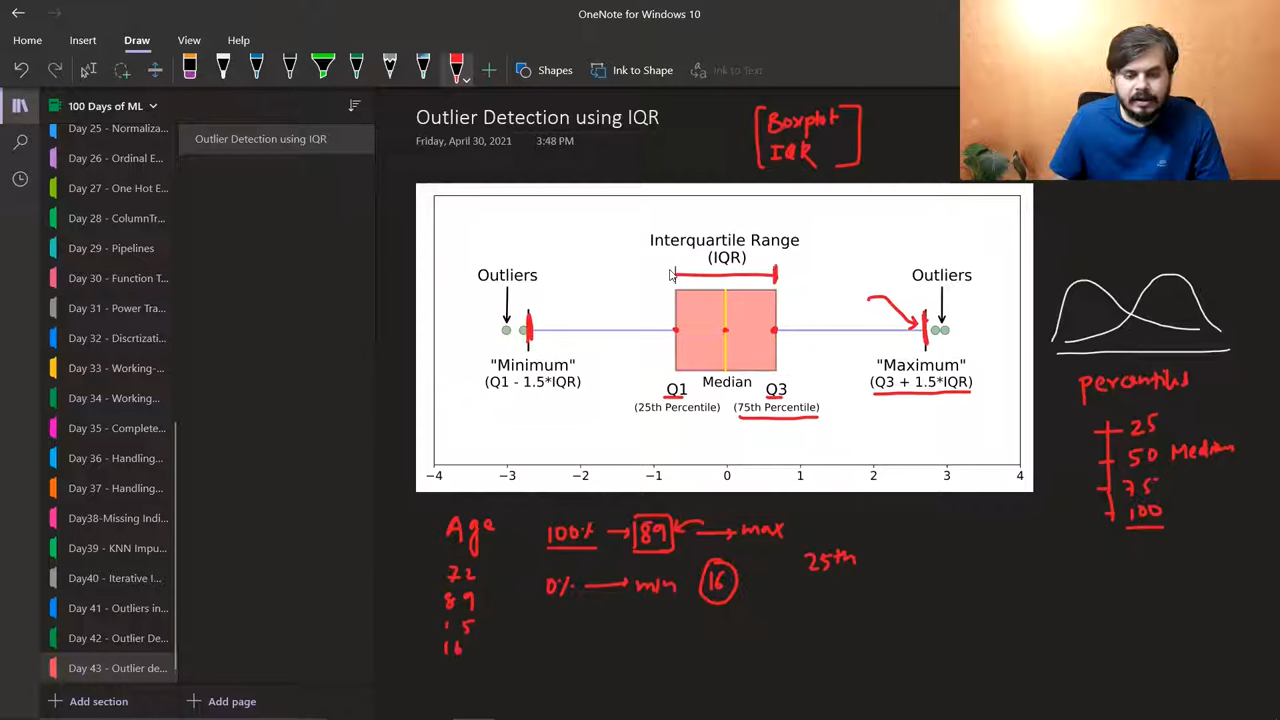 OneNote for Windows 10
Home Insert Draw View Help
Shapes Ink to Shape Ink to Text
100 Days of ML
Day 25 - Normaliza...
Day 26 - Ordinal E...
Day 27 - One Hot E...
Day 28 - ColumnTr...
Day 29 - Pipelines
Day 30 - Function T...
Day 31 - Power Tra...
Day 32 - Discrtizati...
Day 33 - Working-...
Day 34 - Working...
Day 35 - Complete...
Day 36 - Handling...
Day 37 - Handling...
Day38-Missing Indi...
Day39 - KNN Impu...
Day40 - Iterative I...
Day 41 - Outliers in...
Day 42 - Outlier De...
Day 43 - Outlier de...
Add section
Outlier Detection using IQR
Add page
Outlier Detection using IQR
Friday, April 30, 2021 3:48 PM
Boxplot
IQR
Interquartile Range
(IQR)
Outliers
Outliers
"Minimum"
(Q1 - 1.5*IQR)
Q1
(25th Percentile)
Median
Q3
(75th Percentile)
"Maximum"
(Q3 + 1.5*IQR)
−4 −3 −2 −1 0 1 2 3 4
percentiles
25
50 Median
75
100
Age
72
89
15
16
100% → 89 → max
0% → min 16
25th